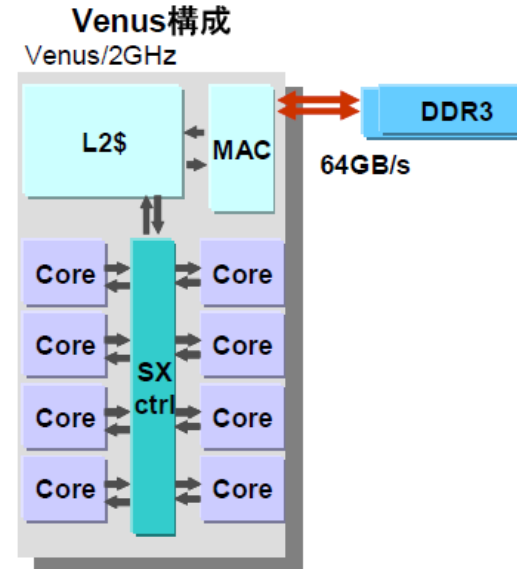 Venus構成
Venus/2GHz
L2$
MAC
DDR3
64GB/s
Core
Core
Core
Core
SX
ctrl
Core
Core
Core
Core